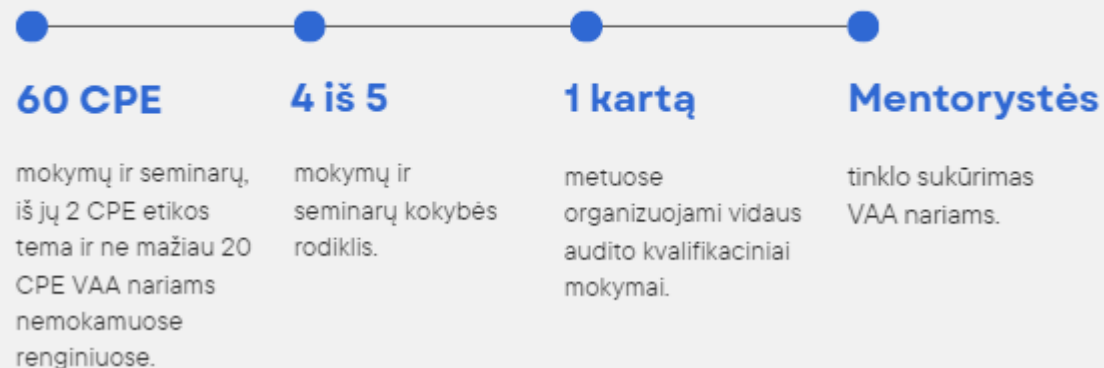 60 CPE
mokymų ir seminarų,
iš jų 2 CPE etikos
tema ir ne mažiau 20
CPE VAA nariams
nemokamuose
renginiuose.
4 iš 5
mokymų ir
seminarų kokybės
rodiklis.
1 kartą
metuose
organizuojami vidaus
audito kvalifikaciniai
mokymai.
Mentorystės
tinklo sukūrimas
VAA nariams.